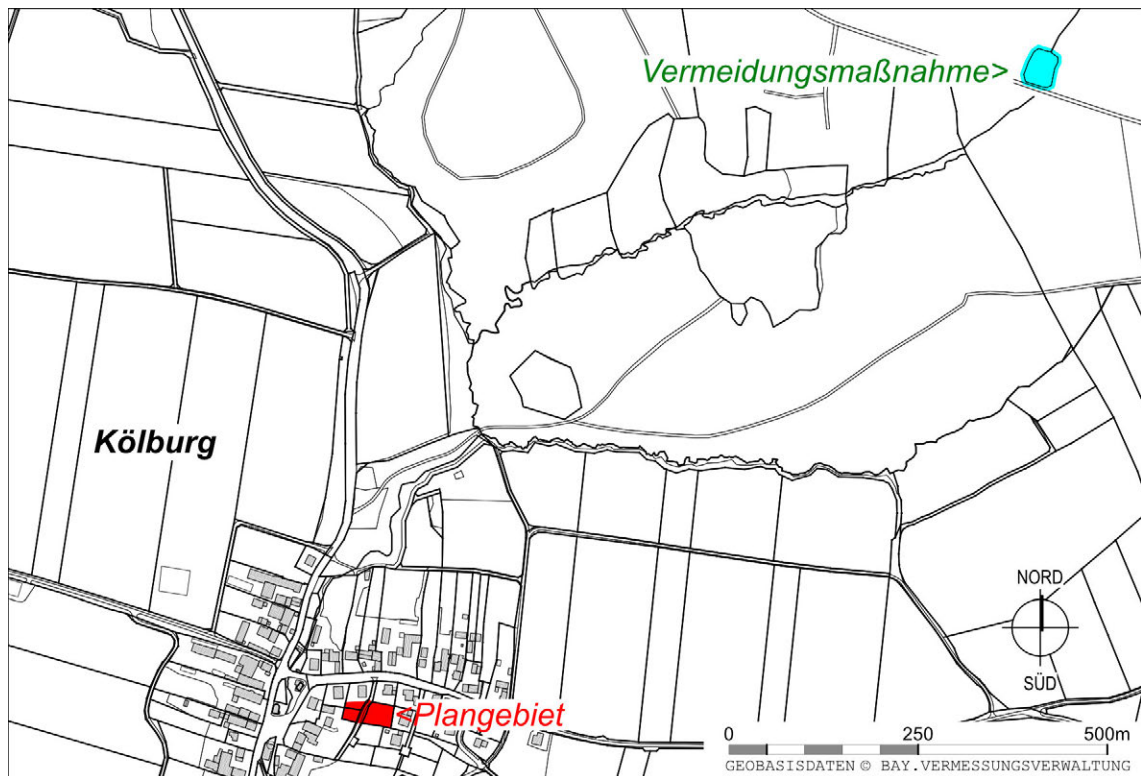 Vermeidungsmaßnahme>
Kölburg
NORD
SÜD
<Plangebiet
0 250 500m
GEOBASISDATEN © BAY.VERMESSUNGSVERWALTUNG